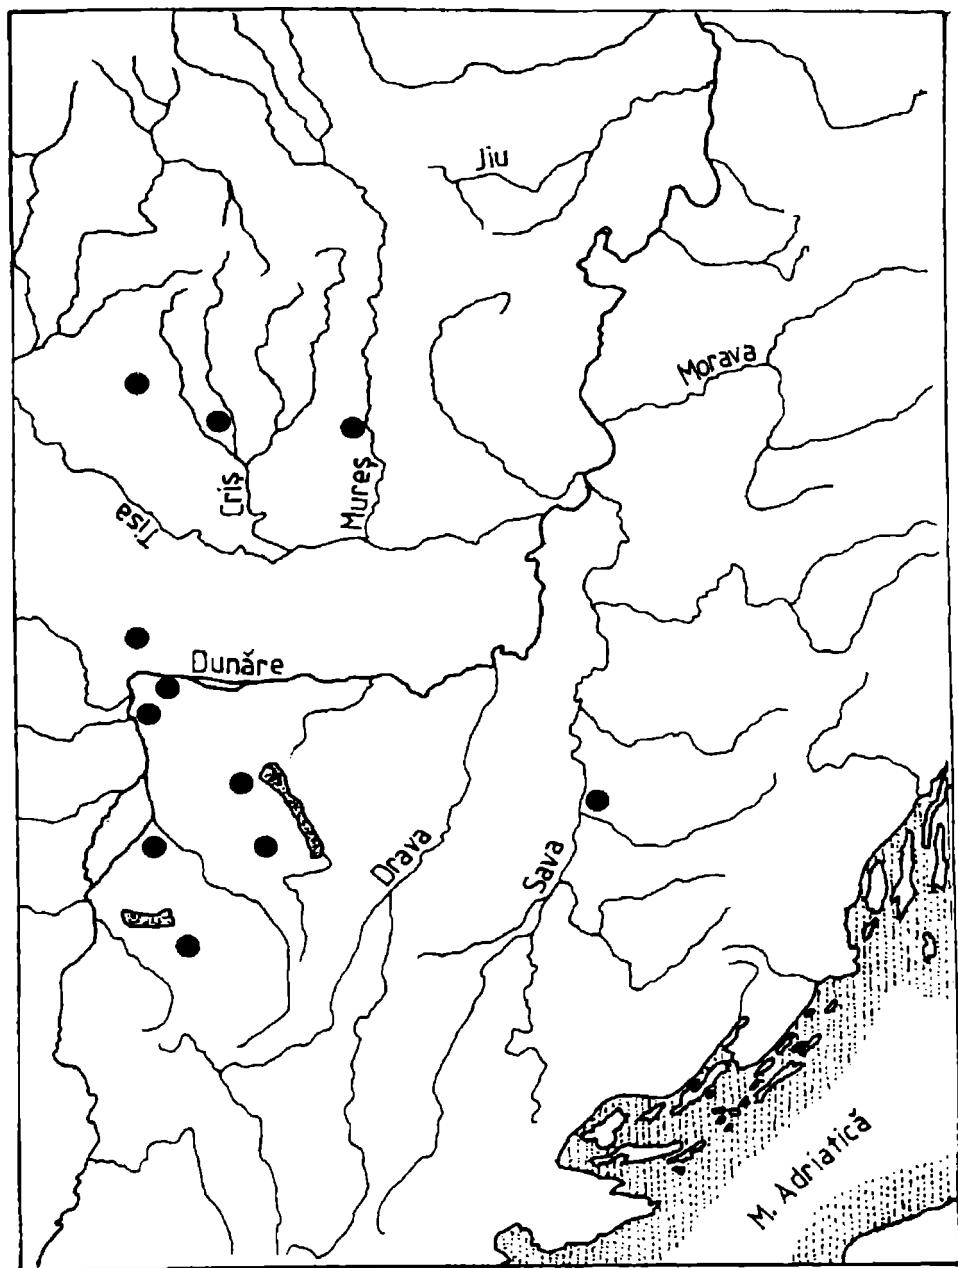 Jiu
Morava
Criș
Mureș
Tisa
Dunăre
Drava
Sava
M. Adriatică